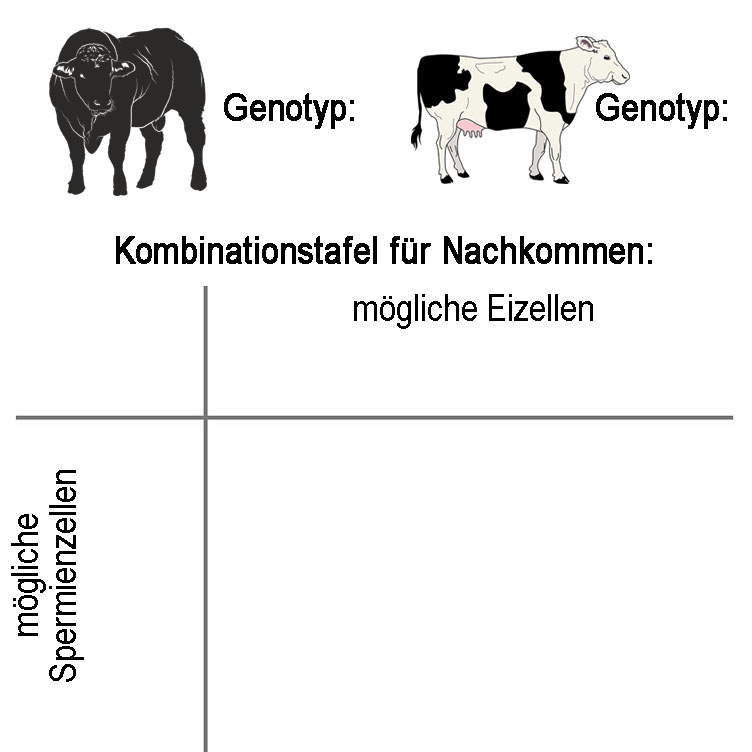 Genotyp:
Genotyp:
Kombinationstafel für Nachkommen:
mögliche Eizellen
mögliche
Spermienzellen